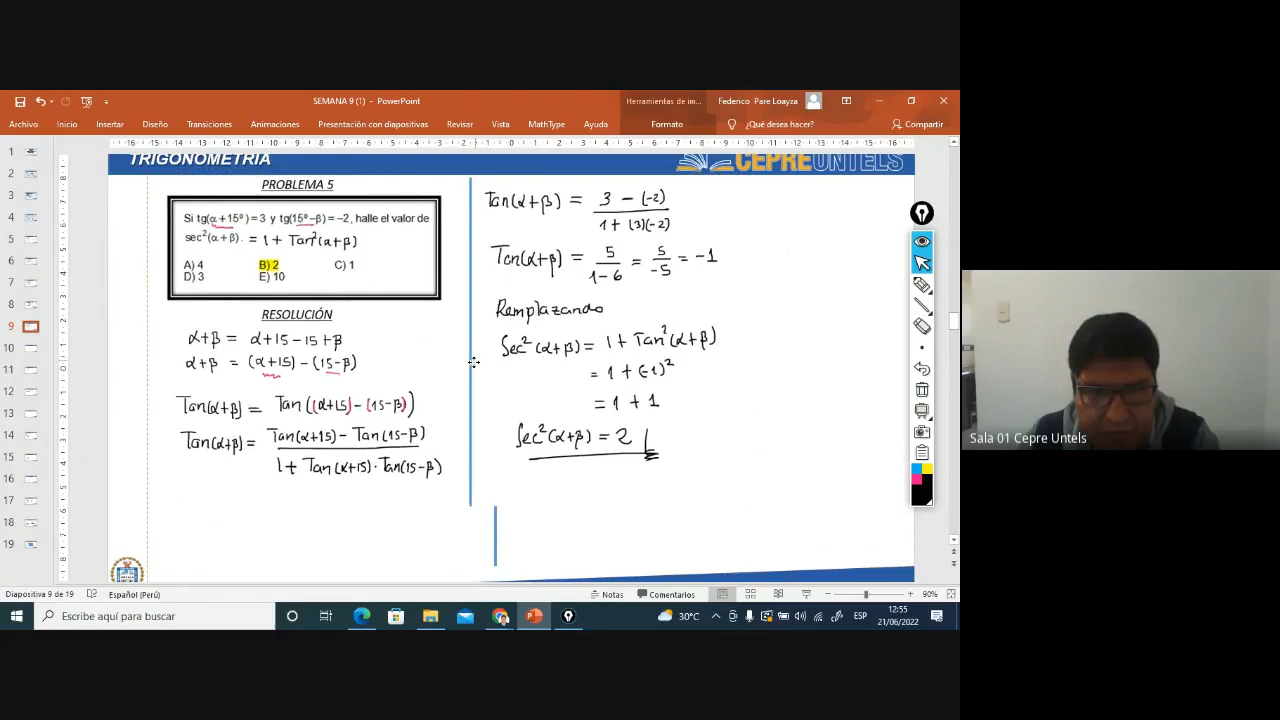 SEMANA 9 (1) - PowerPoint
Herramientas de im...
Federico Pare Loayza
Archivo
Inicio
Insertar
Diseño
Transiciones
Animaciones
Presentación con diapositivas
Revisar
Vista
MathType
Ayuda
Formato
¿Qué desea hacer?
Compartir
TRIGONOMETRIA
CEPREUNTELS
PROBLEMA 5
Si tg(α+15º) = 3 y tg(15º–β) = –2, halle el valor de
sec²(α+β). = 1 + Tan²(α+β)
A) 4 B) 2 C) 1
D) 3 E) 10
RESOLUCIÓN
α+β = α+15 - 15 + β
α+β = (α+15) - (15-β)
Tan(α+β) = Tan((α+15) - (15-β))
Tan(α+β) = Tan(α+15) - Tan(15-β)
1 + Tan(α+15) · Tan(15-β)
Tan(α+β) = 3 - (-2)
1 + (3)(-2)
Tan(α+β) = 5/1-6 = 5/-5 = -1
Remplazando
Sec²(α+β) = 1 + Tan²(α+β)
= 1 + (-1)²
= 1 + 1
Sec²(α+β) = 2
Sala 01 Cepre Untels
Diapositiva 9 de 19
Español (Perú)
Notas
Comentarios
90%
Escribe aquí para buscar
30°C
ESP
12:55
21/06/2022